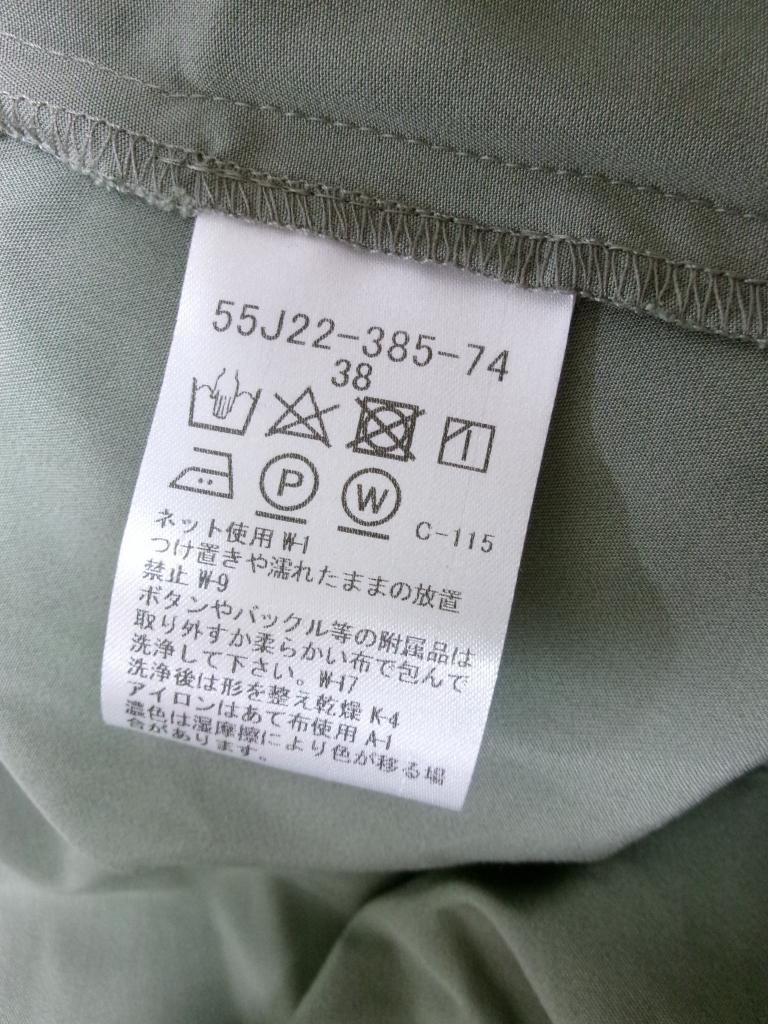 55J22-385-74
38
P W C-115
ネット使用 W-1
つけ置きや濡れたままの放置
禁止 W-9
ボタンやバックル等の附属品は
取り外すか柔らかい布で包んで
洗浄して下さい。W-17
洗浄後は形を整え乾燥 K-4
アイロンはあて布使用 A-1
濃色は湿摩擦により色が移る場
合があります。